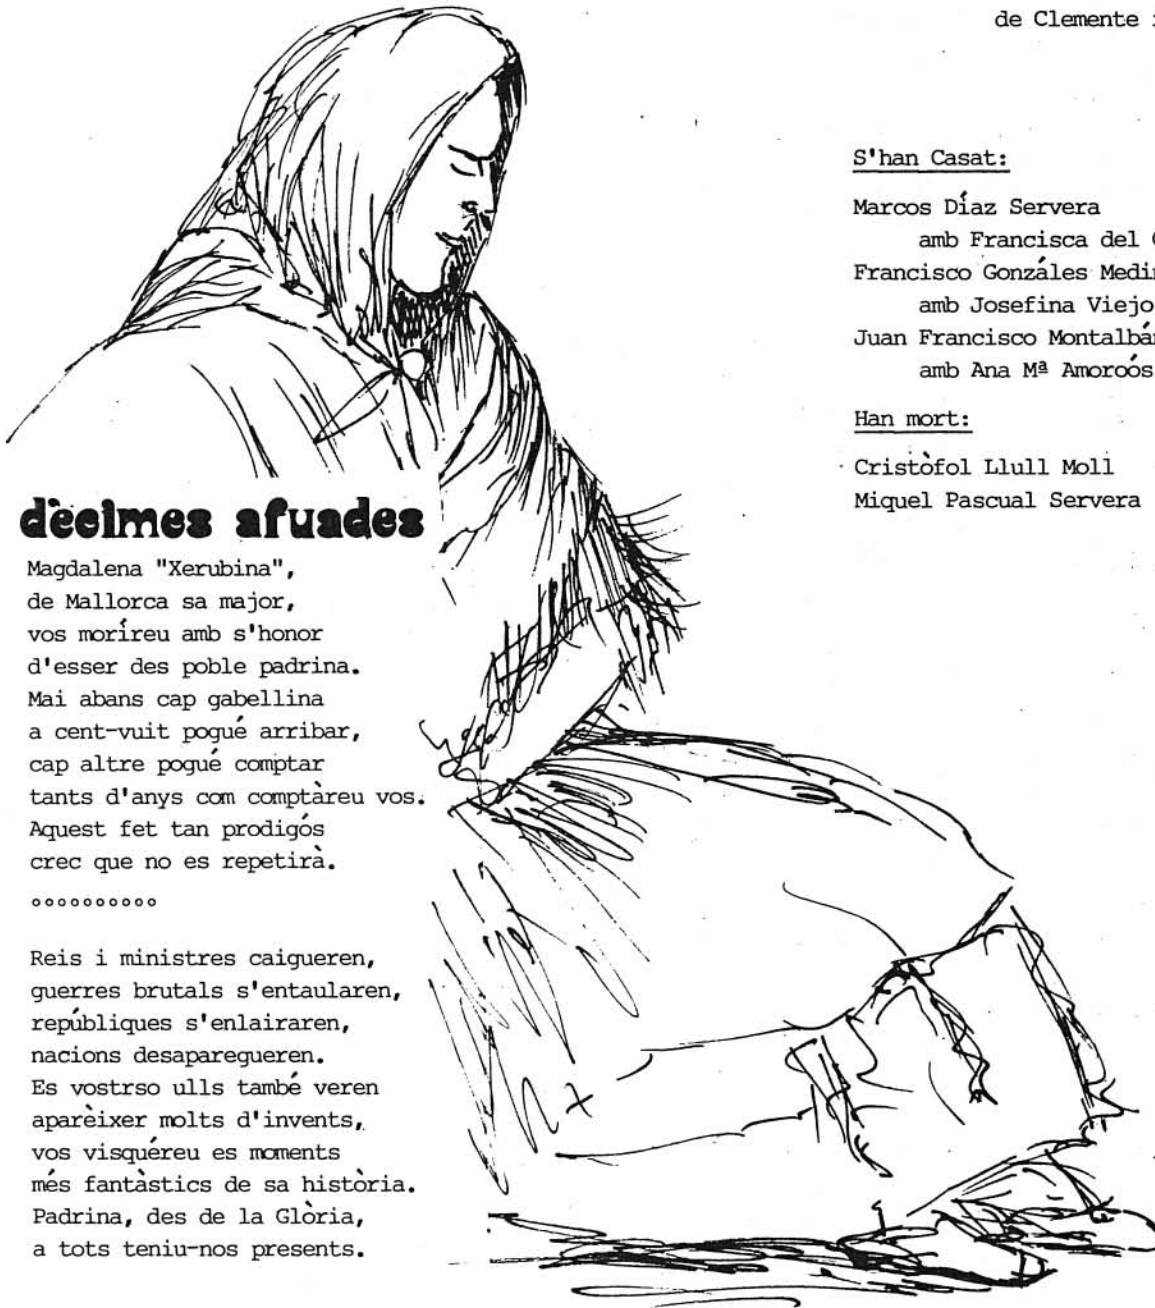 de Clemente
S'han Casat:
Marcos Díaz Servera
amb Francisca del
Francisco Gonzáles
amb Josefina Viejo
Juan Francisco
amb Ana Mª Amoroós
Han mort:
Cristòfol Llull Moll
Miquel Pascual Servera
dècimes afuades
Magdalena "Xerubina",
de Mallorca sa major,
vos moríreu amb s'honor
d'esser des poble padrina.
Mai abans cap gabellina
a cent-vuit pogué arribar,
cap altre pogué comptar
tants d'anys com comptàreu vos.
Aquest fet tan prodigós
crec que no es repetirà.
°°°°°°°°°°
Reis i ministres caigueren,
guerres brutals s'entaularen,
repúbliques s'enlairaren,
nacions desaparegueren.
Es vostrso ulls també veren
aparèixer molts d'invents,
vos visquéreu es moments
més fantàstics de sa història.
Padrina, des de la Glòria,
a tots teniu-nos presents.